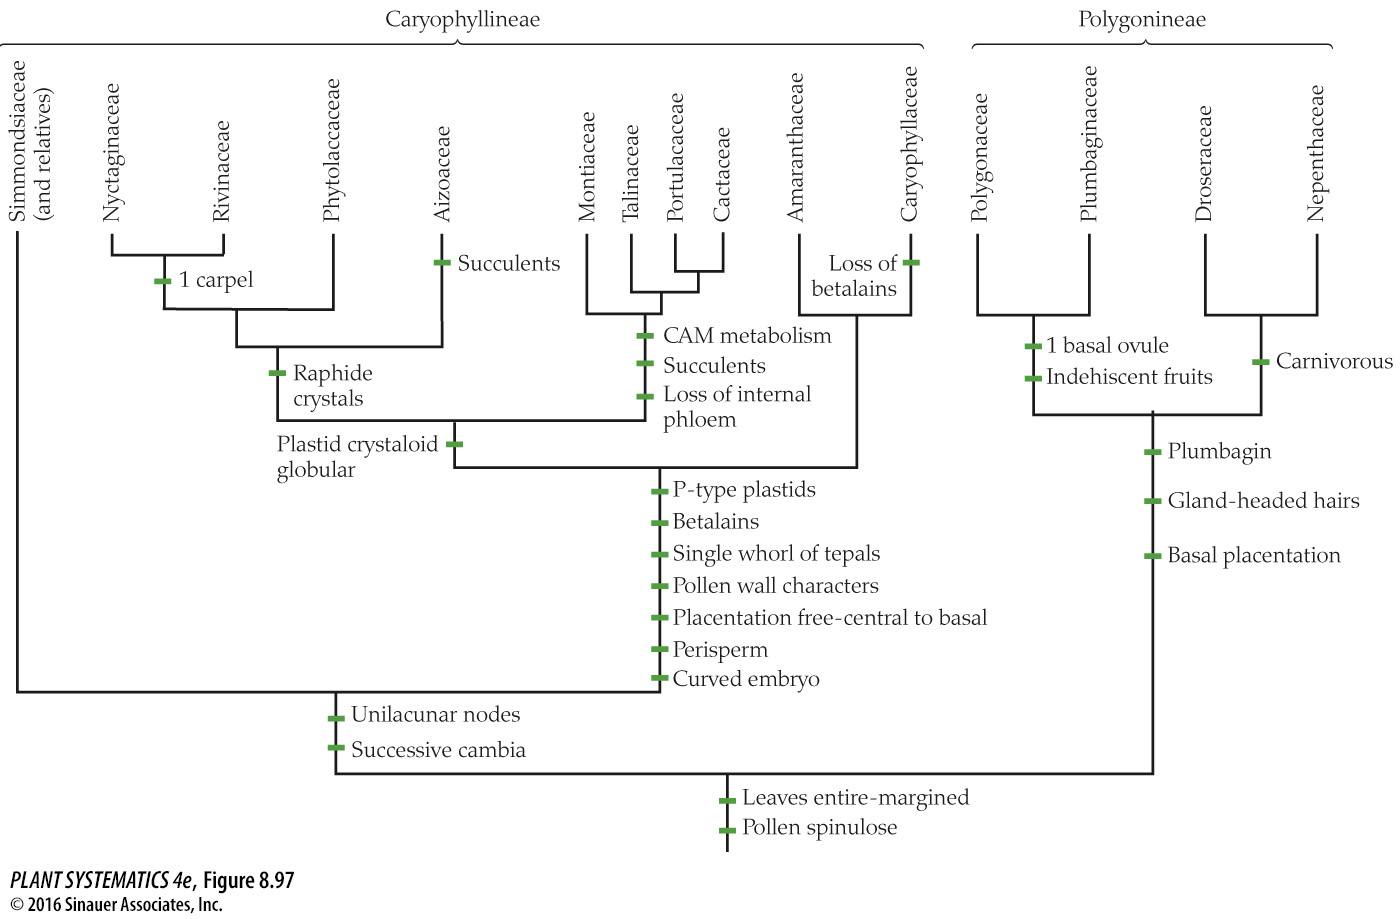 Caryophyllineae
Polygonineae
Simmondsiaceae
(and relatives)
Nyctaginaceae
Rivinaceae
Phytolaccaceae
Aizoaceae
Montiaceae
Talinaceae
Portulacaceae
Cactaceae
Amaranthaceae
Caryophyllaceae
Polygonaceae
Plumbaginaceae
Droseraceae
Nepenthaceae
1 carpel
Succulents
Loss of
betalains
CAM metabolism
Succulents
Loss of internal
phloem
1 basal ovule
Indehiscent fruits
Carnivorous
Raphide
crystals
Plastid crystaloid
globular
Plumbagin
Gland-headed hairs
Basal placentation
P-type plastids
Betalains
Single whorl of tepals
Pollen wall characters
Placentation free-central to basal
Perisperm
Curved embryo
Unilacunar nodes
Successive cambia
Leaves entire-margined
Pollen spinulose
PLANT SYSTEMATICS 4e, Figure 8.97
© 2016 Sinauer Associates, Inc.